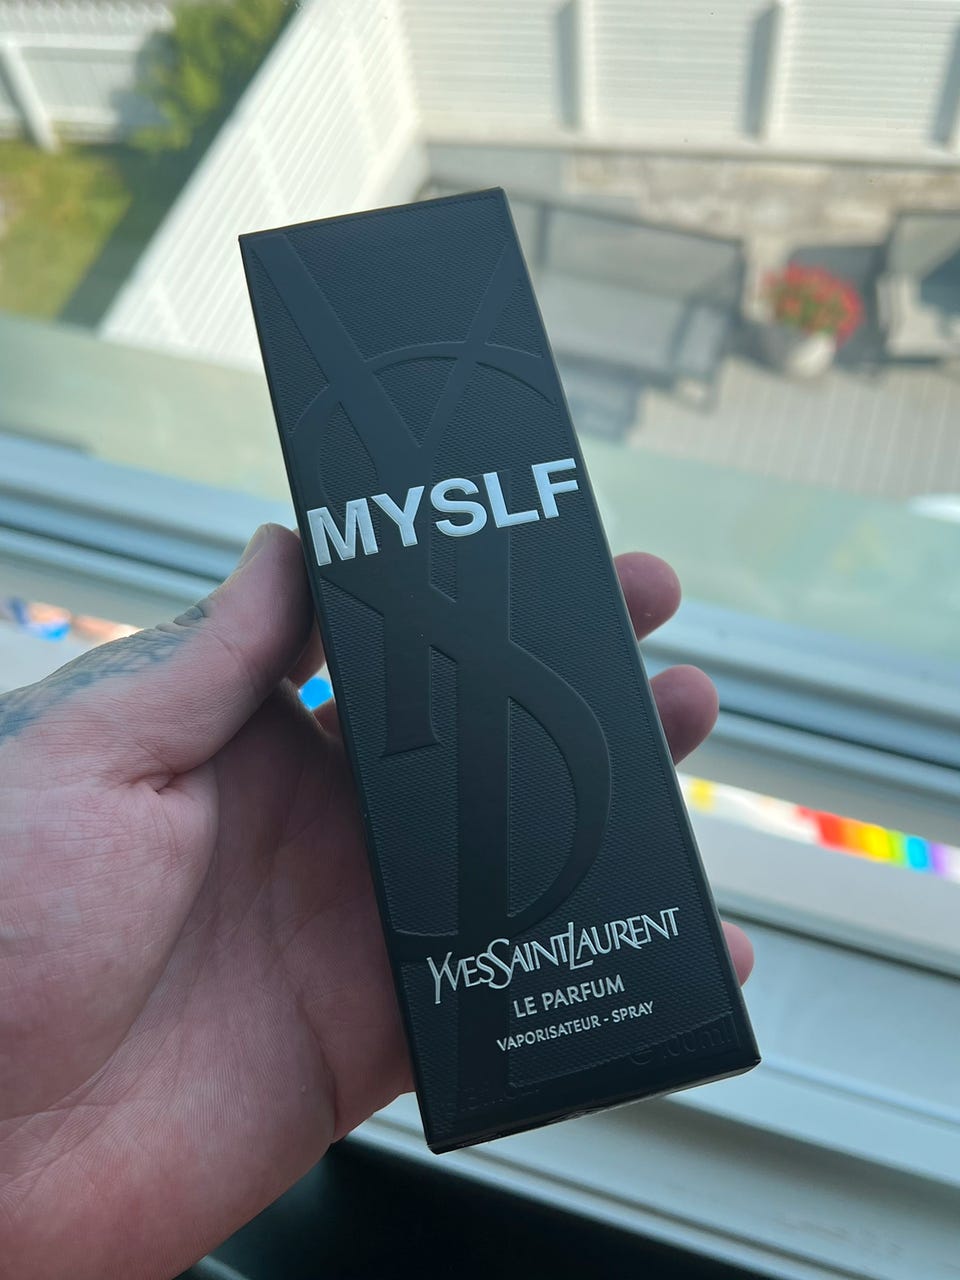 MYSLF
YVESSAINTLAURENT
LE PARFUM
VAPORISATEUR - SPRAY